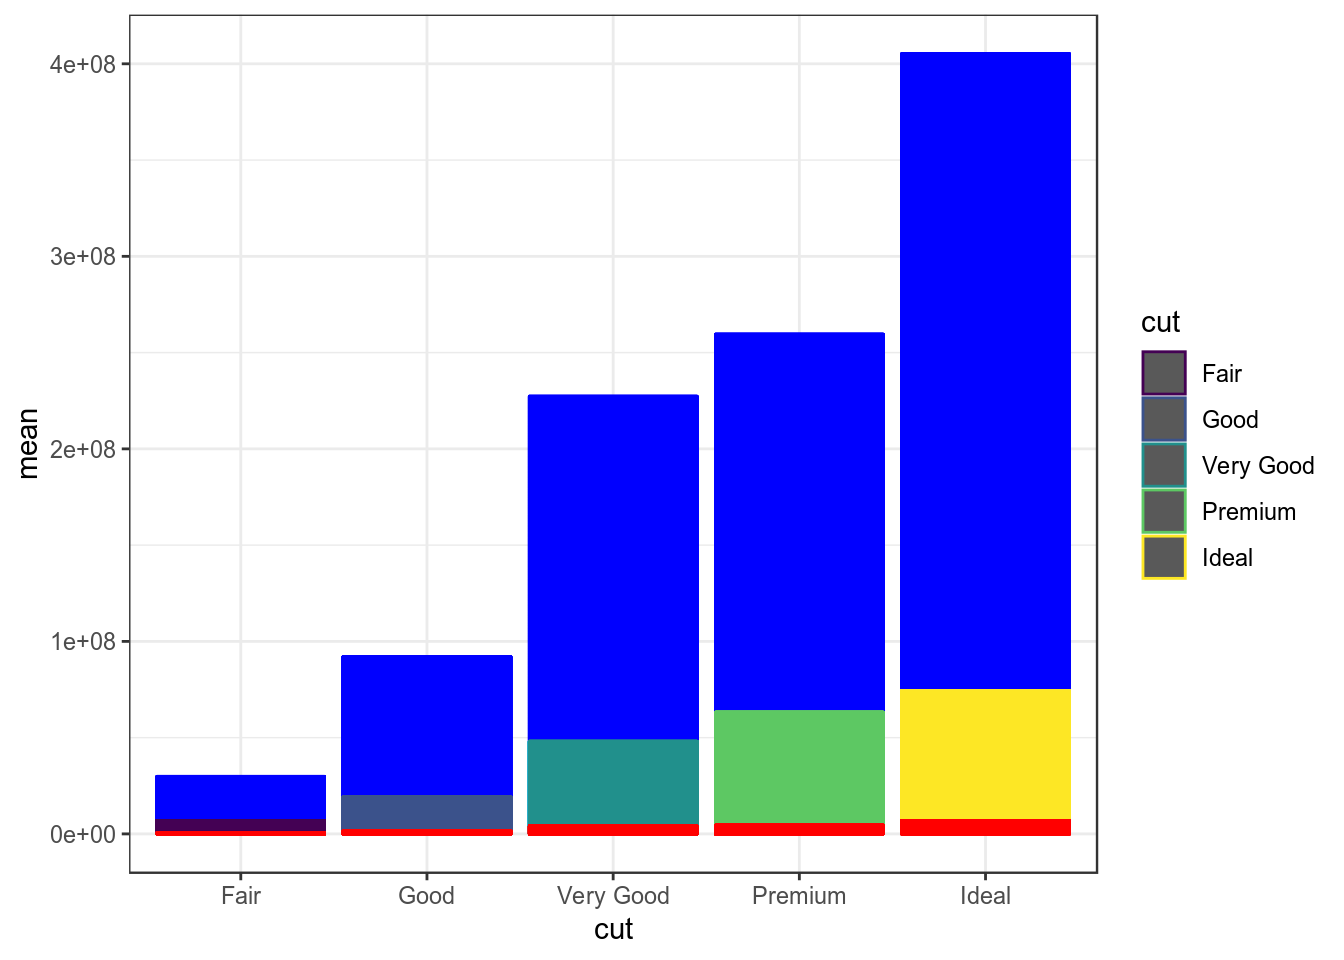 4e+08
3e+08
2e+08
1e+08
0e+00
mean
Fair
Good
Very Good
Premium
Ideal
cut
cut
Fair
Good
Very Good
Premium
Ideal